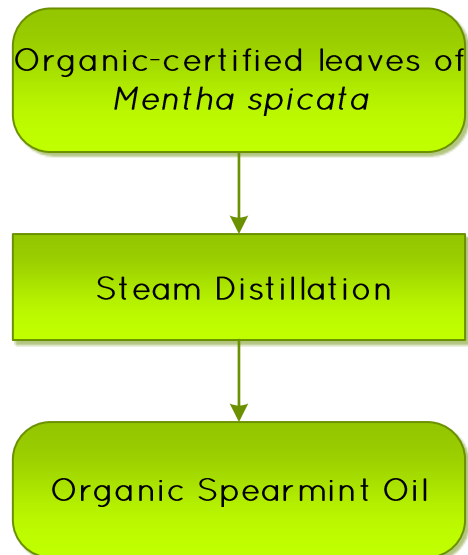 Organic-certified leaves of
Mentha spicata
Steam Distillation
Organic Spearmint Oil